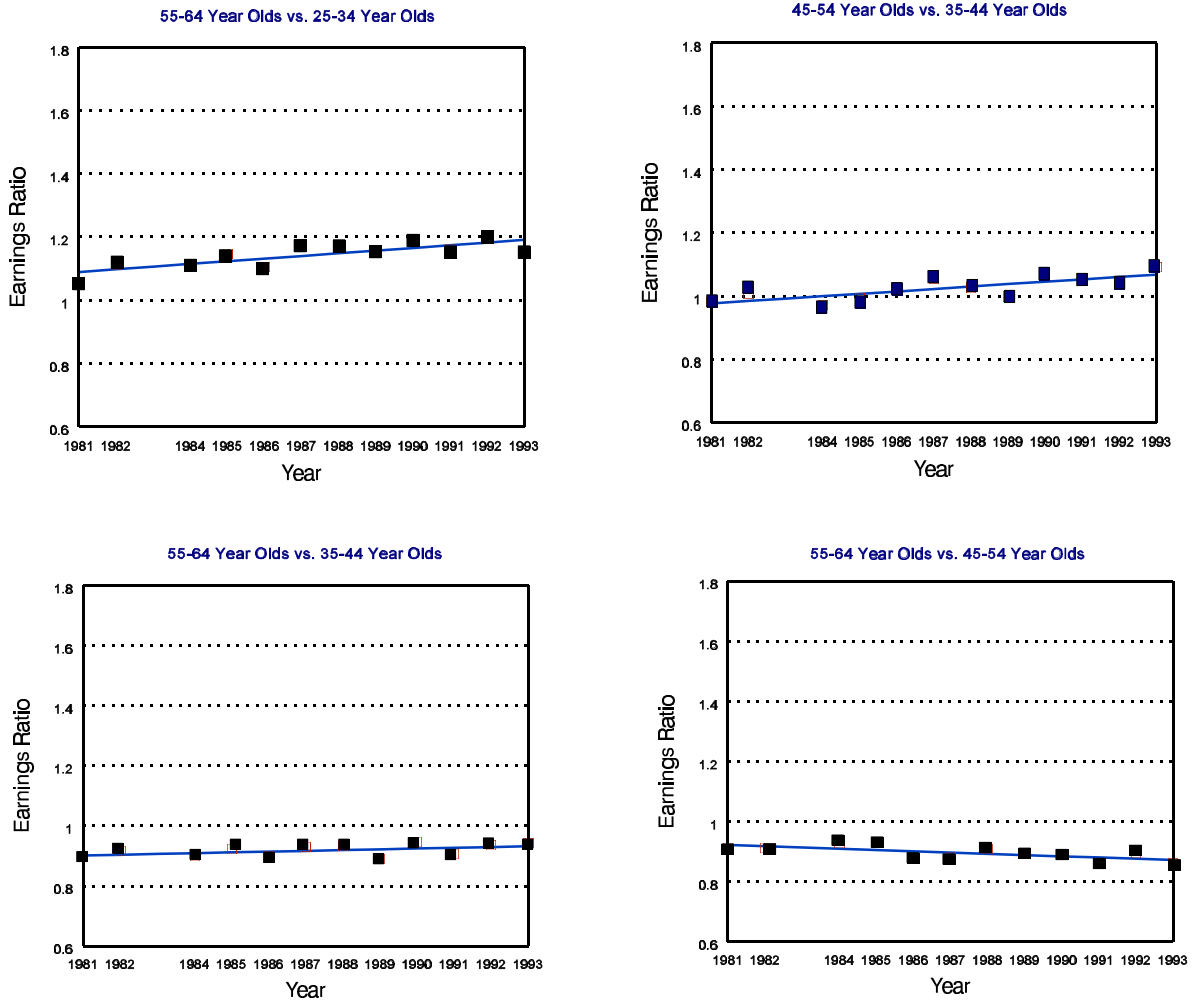 55-64 Year Olds vs. 25-34 Year Olds
1.8
1.6
1.4
1.2
1
0.8
0.6
Earnings Ratio
1981 1982 1984 1985 1986 1987 1988 1989 1990 1991 1992 1993
Year
45-54 Year Olds vs. 35-44 Year Olds
1.8
1.6
1.4
1.2
1
0.8
0.6
Earnings Ratio
1981 1982 1984 1985 1986 1987 1988 1989 1990 1991 1992 1993
Year
55-64 Year Olds vs. 35-44 Year Olds
1.8
1.6
1.4
1.2
1
0.8
0.6
Earnings Ratio
1981 1982 1984 1985 1986 1987 1988 1989 1990 1991 1992 1993
Year
55-64 Year Olds vs. 45-54 Year Olds
1.8
1.6
1.4
1.2
1
0.8
0.6
Earnings Ratio
1981 1982 1984 1985 1986 1987 1988 1989 1990 1991 1992 1993
Year